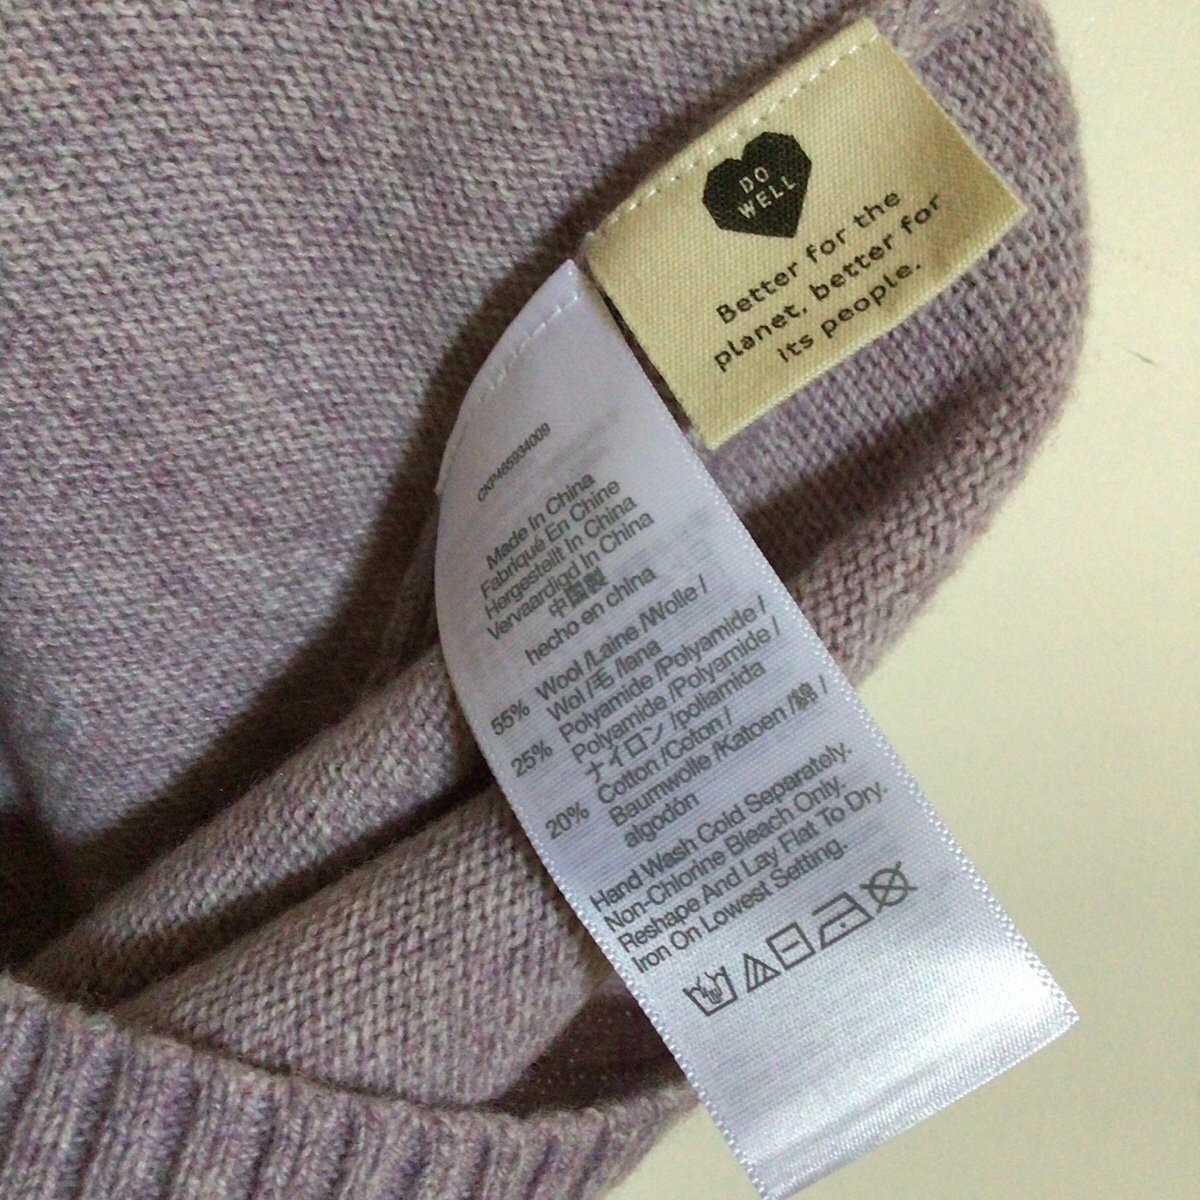 DO
WELL
Better for the
planet, better for
its people.
CKP465934009
Made In China
Fabriqué En Chine
Hergestellt In China
Vervaardigd In China
中国製
hecho en china
55% Wool /Laine /Wolle /
Wol /毛 /lana
25% Polyamide /Polyamide /
Polyamide /Polyamide /
ナイロン /poliamida
20% Cotton /Coton /
Baumwolle /Katoen /綿 /
algodón
Hand Wash Cold Separately.
Non-Chlorine Bleach Only.
Reshape And Lay Flat To Dry.
Iron On Lowest Setting.